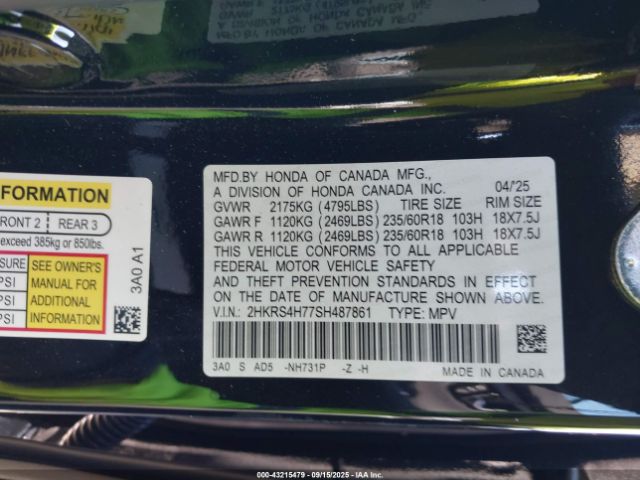 MFD.BY HONDA OF CANADA MFG.,
A DIVISION OF HONDA CANADA INC. 04/'25
GVWR 2175KG (4795LBS) TIRE SIZE RIM SIZE
GAWR F 1120KG (2469LBS) 235/60R18 103H 18X7.5J
GAWR R 1120KG (2469LBS) 235/60R18 103H 18X7.5J
THIS VEHICLE CONFORMS TO ALL APPLICABLE
FEDERAL MOTOR VEHICLE SAFETY
AND THEFT PREVENTION STANDARDS IN EFFECT
ON THE DATE OF MANUFACTURE SHOWN ABOVE.
V.I.N.: 2HKRS4H77SH487861 TYPE: MPV
3A0 S AD5 -NH731P -Z -H
MADE IN CANADA
FORMATION
FRONT 2 REAR 3
exceed 385kg or 850lbs.
SURE
PSI
PSI
SEE OWNER'S
MANUAL FOR
ADDITIONAL
INFORMATION
3A0 A1
000-43215479 - 09/15/2025 - IAA Inc.